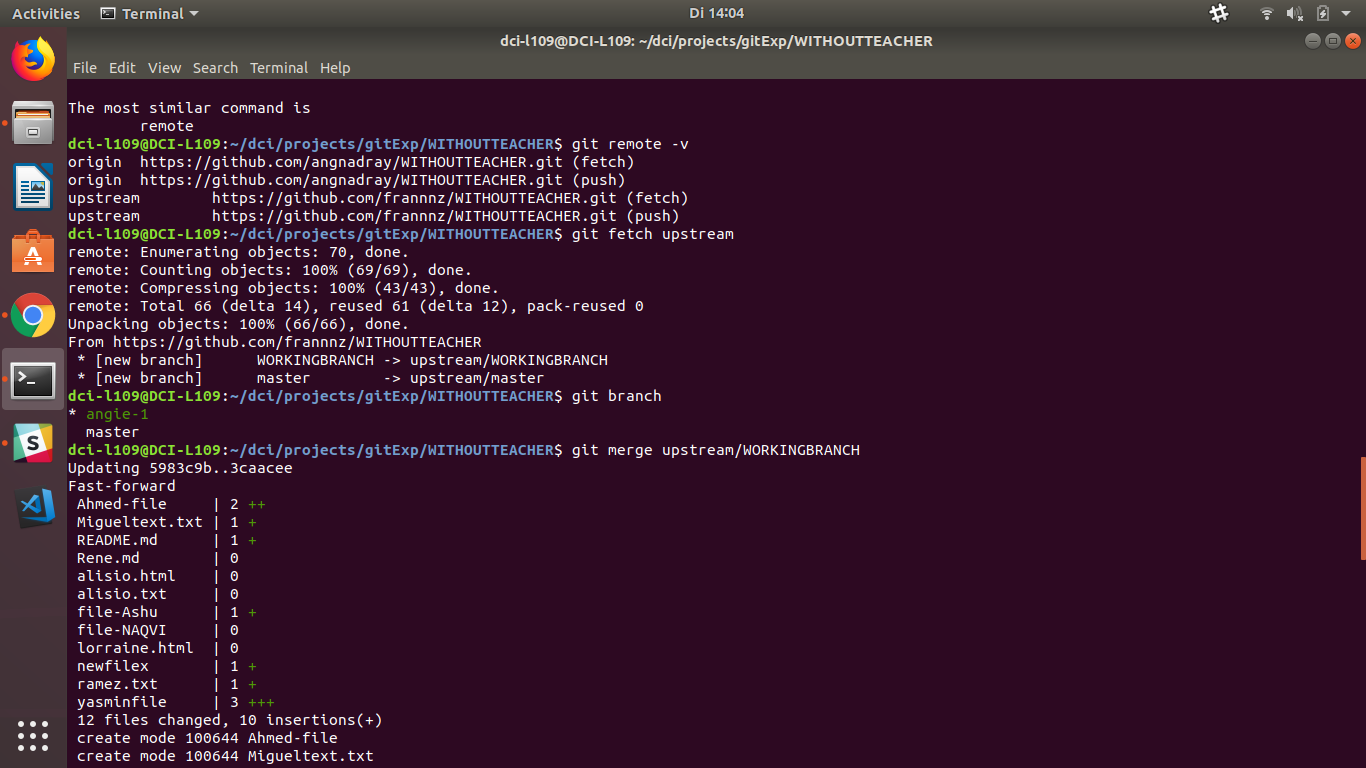 Activities Terminal Di 14:04
dci-l109@DCI-L109: ~/dci/projects/gitExp/WITHOUTTEACHER
File Edit View Search Terminal Help
The most similar command is
        remote
dci-l109@DCI-L109:~/dci/projects/gitExp/WITHOUTTEACHER$ git remote -v
origin  https://github.com/angnadray/WITHOUTTEACHER.git (fetch)
origin  https://github.com/angnadray/WITHOUTTEACHER.git (push)
upstream        https://github.com/frannnz/WITHOUTTEACHER.git (fetch)
upstream        https://github.com/frannnz/WITHOUTTEACHER.git (push)
dci-l109@DCI-L109:~/dci/projects/gitExp/WITHOUTTEACHER$ git fetch upstream
remote: Enumerating objects: 70, done.
remote: Counting objects: 100% (69/69), done.
remote: Compressing objects: 100% (43/43), done.
remote: Total 66 (delta 14), reused 61 (delta 12), pack-reused 0
Unpacking objects: 100% (66/66), done.
From https://github.com/frannnz/WITHOUTTEACHER
 * [new branch]      WORKINGBRANCH -> upstream/WORKINGBRANCH
 * [new branch]      master        -> upstream/master
dci-l109@DCI-L109:~/dci/projects/gitExp/WITHOUTTEACHER$ git branch
* angie-1
  master
dci-l109@DCI-L109:~/dci/projects/gitExp/WITHOUTTEACHER$ git merge upstream/WORKINGBRANCH
Updating 5983c9b..3caacee
Fast-forward
 Ahmed-file     | 2 ++
 Migueltext.txt | 1 +
 README.md      | 1 +
 Rene.md        | 0
 alisio.html    | 0
 alisio.txt     | 0
 file-Ashu      | 1 +
 file-NAQVI     | 0
 lorraine.html  | 0
 newfilex       | 1 +
 ramez.txt      | 1 +
 yasminfile     | 3 +++
 12 files changed, 10 insertions(+)
 create mode 100644 Ahmed-file
 create mode 100644 Migueltext.txt